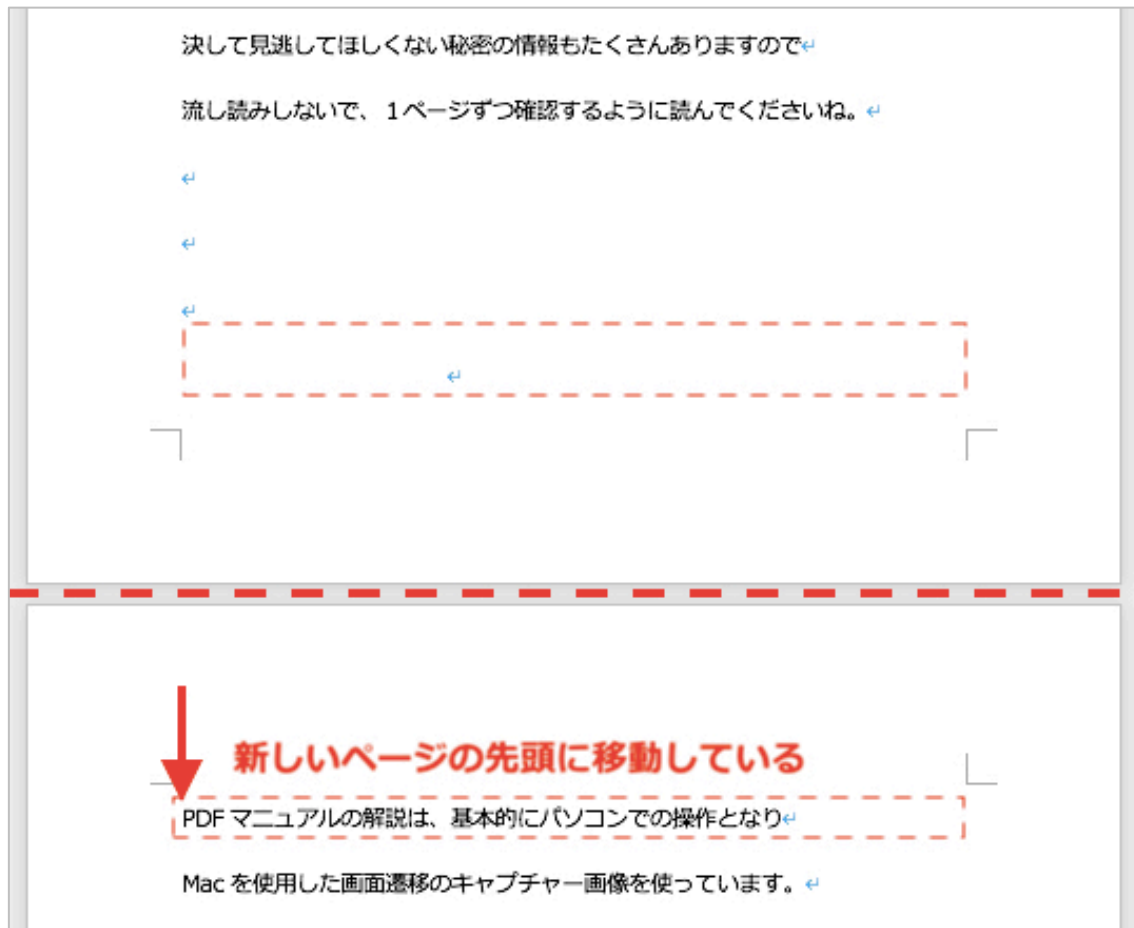 決して見逃してほしくない秘密の情報もたくさんありますので↵
流し読みしないで、1ページずつ確認するように読んでくださいね。↵
↵
↵
↵
↵
新しいページの先頭に移動している
PDFマニュアルの解説は、基本的にパソコンでの操作となり↵
Macを使用した画面遷移のキャプチャー画像を使っています。↵